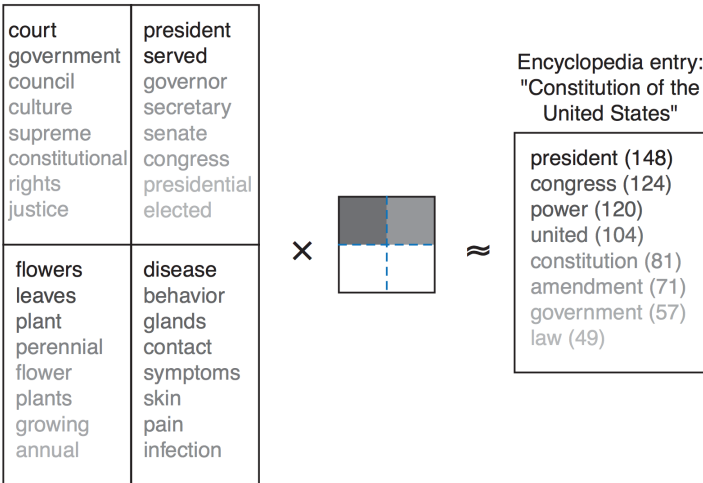 court
government
council
culture
supreme
constitutional
rights
justice
president
served
governor
secretary
senate
congress
presidential
elected
flowers
leaves
plant
perennial
flower
plants
growing
annual
disease
behavior
glands
contact
symptoms
skin
pain
infection
×
≈
Encyclopedia entry:
"Constitution of the
United States"
president (148)
congress (124)
power (120)
united (104)
constitution (81)
amendment (71)
government (57)
law (49)